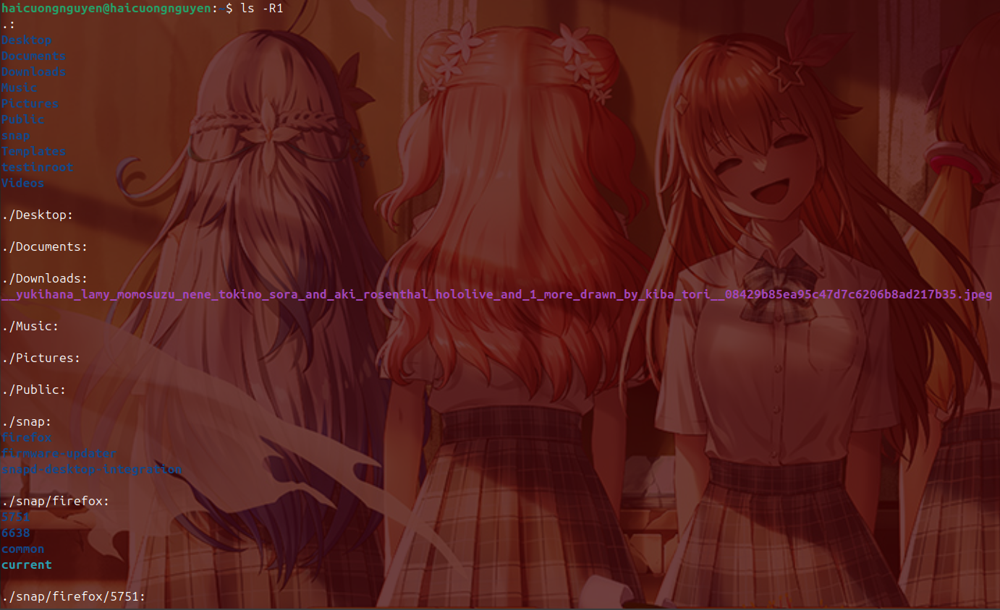 haicuongnguyen@haicuongnguyen:~$ ls -R1
.:
Desktop
Documents
Downloads
Music
Pictures
Public
snap
Templates
testinroot
Videos
./Desktop:
./Documents:
./Downloads:
__yukihana_lamy_momosuzu_nene_tokino_sora_and_aki_rosenthal_hololive_and_1_more_drawn_by_kiba_tori__08429b85ea95c47d7c6206b8ad217b35.jpeg
./Music:
./Pictures:
./Public:
./snap:
firefox
firmware-updater
snapd-desktop-integration
./snap/firefox:
5751
6638
common
current
./snap/firefox/5751: